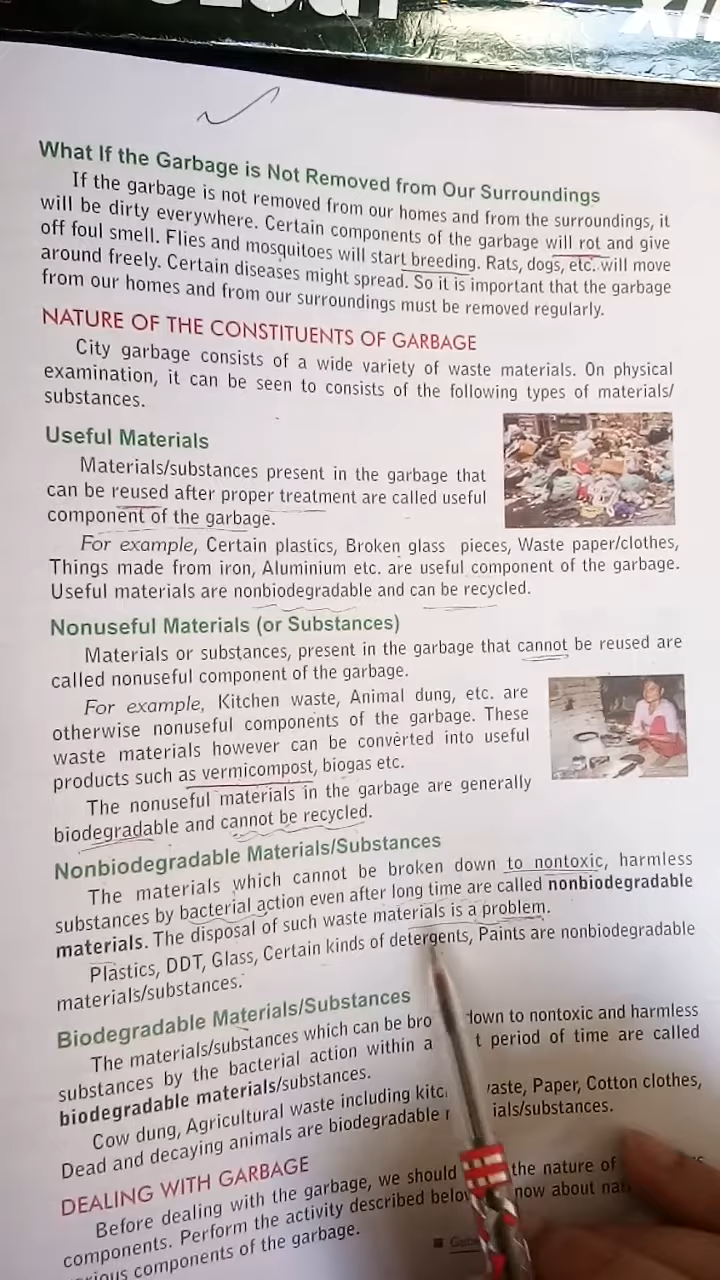 What If the Garbage is Not Removed from Our Surroundings
If the garbage is not removed from our homes and from the surroundings, it
will be dirty everywhere. Certain components of the garbage will rot and give
off foul smell. Flies and mosquitoes will start breeding. Rats, dogs, etc. will move
around freely. Certain diseases might spread. So it is important that the garbage
from our homes and from our surroundings must be removed regularly.
NATURE OF THE CONSTITUENTS OF GARBAGE
City garbage consists of a wide variety of waste materials. On physical
examination, it can be seen to consists of the following types of materials/
substances.
Useful Materials
Materials/substances present in the garbage that
can be reused after proper treatment are called useful
component of the garbage.
For example, Certain plastics, Broken glass pieces, Waste paper/clothes,
Things made from iron, Aluminium etc. are useful component of the garbage.
Useful materials are nonbiodegradable and can be recycled.
Nonuseful Materials (or Substances)
Materials or substances, present in the garbage that cannot be reused are
called nonuseful component of the garbage.
For example, Kitchen waste, Animal dung, etc. are
otherwise nonuseful components of the garbage. These
waste materials however can be converted into useful
products such as vermicompost, biogas etc.
The nonuseful materials in the garbage are generally
biodegradable and cannot be recycled.
Nonbiodegradable Materials/Substances
The materials which cannot be broken down to nontoxic, harmless
substances by bacterial action even after long time are called nonbiodegradable
materials. The disposal of such waste materials is a problem.
Plastics, DDT, Glass, Certain kinds of detergents, Paints are nonbiodegradable
materials/substances.
Biodegradable Materials/Substances
The materials/substances which can be bro down to nontoxic and harmless
substances by the bacterial action within a t period of time are called
biodegradable materials/substances.
Cow dung, Agricultural waste including kitc waste, Paper, Cotton clothes,
Dead and decaying animals are biodegradable ials/substances.
DEALING WITH GARBAGE
Before dealing with the garbage, we should the nature of
components. Perform the activity described below now about
components of the garbage.